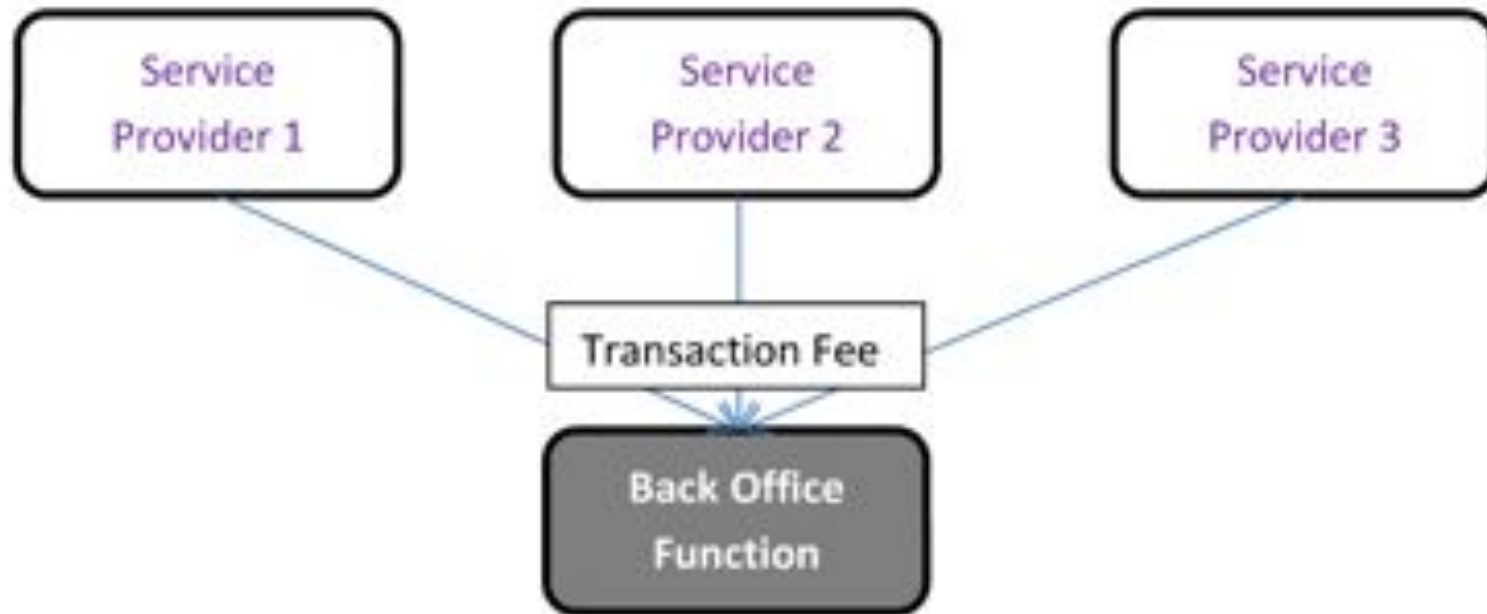 Service
Provider 1
Service
Provider 2
Service
Provider 3
Transaction Fee
Back Office
Function